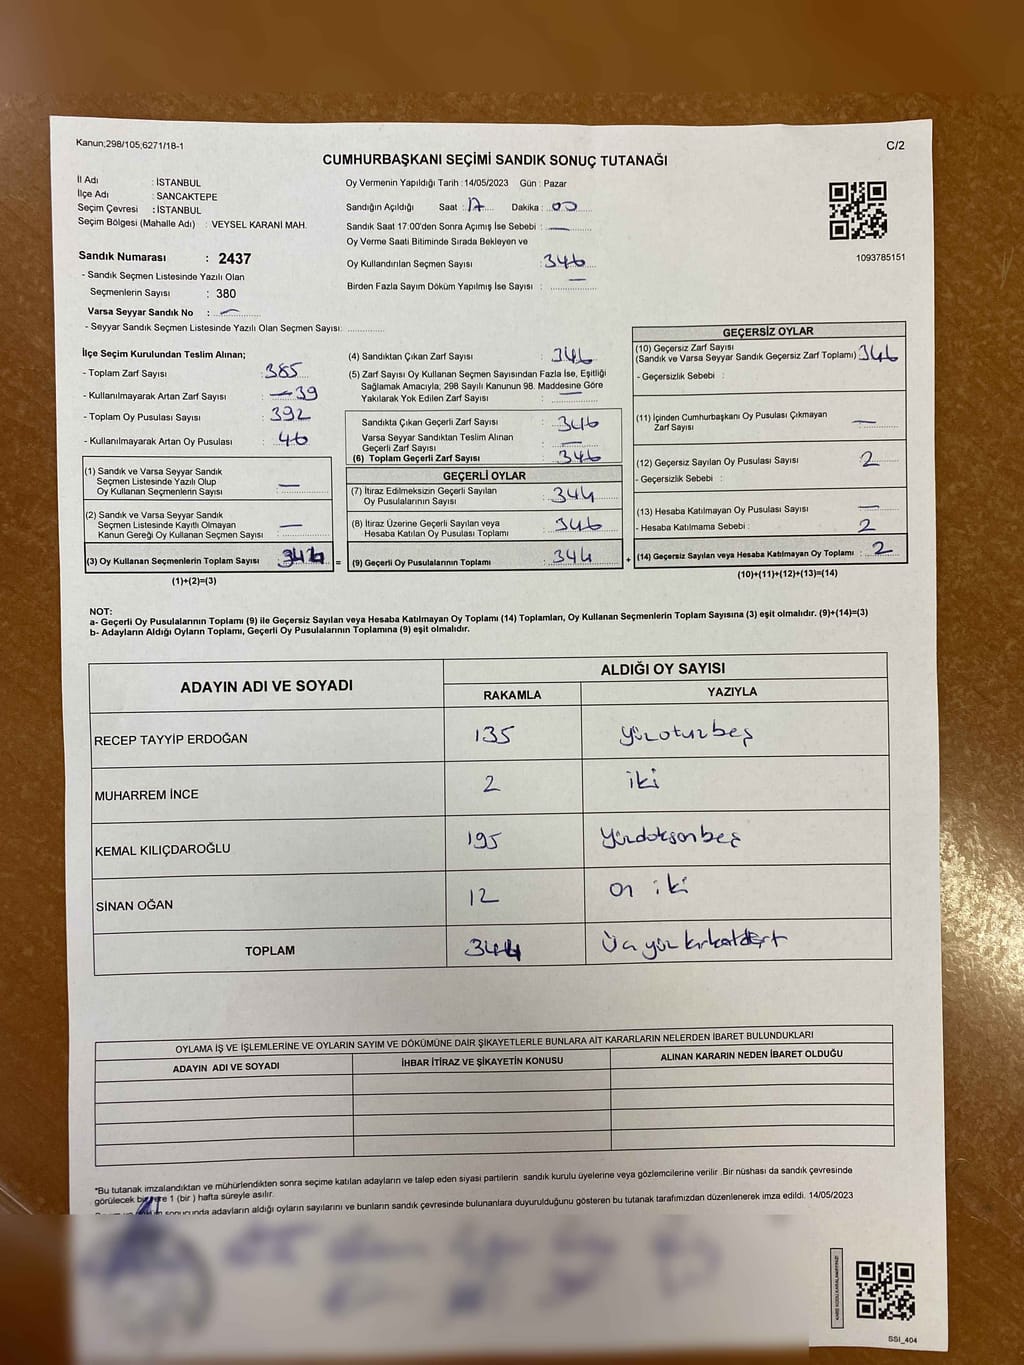 Kanun;298/105;6271/18-1
C/2
CUMHURBAŞKANI SEÇİMİ SANDIK SONUÇ TUTANAĞI
İl Adı : İSTANBUL
İlçe Adı : SANCAKTEPE
Seçim Çevresi : İSTANBUL
Seçim Bölgesi (Mahalle Adı) : VEYSEL KARANİ MAH.
Sandık Numarası : 2437
- Sandık Seçmen Listesinde Yazılı Olan
Seçmenlerin Sayısı : 380
Varsa Seyyar Sandık No : —
- Seyyar Sandık Seçmen Listesinde Yazılı Olan Seçmen Sayısı:
Oy Vermenin Yapıldığı Tarih :14/05/2023 Gün : Pazar
Sandığın Açıldığı Saat : 17 Dakika : 00
Sandık Saat 17:00'den Sonra Açımış İse Sebebi : —
Oy Verme Saati Bitiminde Sırada Bekleyen ve
Oy Kullandırılan Seçmen Sayısı : 346
Birden Fazla Sayım Döküm Yapılmış İse Sayısı : —
1093785151
İlçe Seçim Kurulundan Teslim Alınan;
- Toplam Zarf Sayısı : 385
- Kullanılmayarak Artan Zarf Sayısı : —39
- Toplam Oy Pusulası Sayısı : 392
- Kullanılmayarak Artan Oy Pusulası : 46
(1) Sandık ve Varsa Seyyar Sandık
Seçmen Listesinde Yazılı Olup
Oy Kullanan Seçmenlerin Sayısı : —
(2) Sandık ve Varsa Seyyar Sandık
Seçmen Listesinde Kayıtlı Olmayan
Kanun Gereği Oy Kullanan Seçmen Sayısı : —
(3) Oy Kullanan Seçmenlerin Toplam Sayısı : 346 =
(1)+(2)=(3)
(4) Sandıktan Çıkan Zarf Sayısı : 346
(5) Zarf Sayısı Oy Kullanan Seçmen Sayısından Fazla İse, Eşitliği
Sağlamak Amacıyla, 298 Sayılı Kanunun 98. Maddesine Göre
Yakılarak Yok Edilen Zarf Sayısı : —
Sandıkta Çıkan Geçerli Zarf Sayısı : 346
Varsa Seyyar Sandıktan Teslim Alınan
Geçerli Zarf Sayısı : —
(6) Toplam Geçerli Zarf Sayısı : 346
GEÇERLİ OYLAR
(7) İtiraz Edilmeksizin Geçerli Sayılan
Oy Pusulalarının Sayısı : 344
(8) İtiraz Üzerine Geçerli Sayılan veya
Hesaba Katılan Oy Pusulası Toplamı : 346
(9) Geçerli Oy Pusulalarının Toplamı : 344 +
GEÇERSİZ OYLAR
(10) Geçersiz Zarf Sayısı
(Sandık ve Varsa Seyyar Sandık Geçersiz Zarf Toplamı) : 346
- Geçersizlik Sebebi :
(11) İçinden Cumhurbaşkanı Oy Pusulası Çıkmayan
Zarf Sayısı : —
(12) Geçersiz Sayılan Oy Pusulası Sayısı : 2
- Geçersizlik Sebebi :
(13) Hesaba Katılmayan Oy Pusulası Sayısı : —
- Hesaba Katılmama Sebebi : 2
(14) Geçersiz Sayılan veya Hesaba Katılmayan Oy Toplamı : 2
(10)+(11)+(12)+(13)=(14)
NOT:
a- Geçerli Oy Pusulalarının Toplamı (9) ile Geçersiz Sayılan veya Hesaba Katılmayan Oy Toplamı (14) Toplamları, Oy Kullanan Seçmenlerin Toplam Sayısına (3) eşit olmalıdır. (9)+(14)=(3)
b- Adayların Aldığı Oyların Toplamı, Geçerli Oy Pusulalarının Toplamına (9) eşit olmalıdır.
ADAYIN ADI VE SOYADI
ALDIĞI OY SAYISI
RAKAMLA YAZIYLA
RECEP TAYYİP ERDOĞAN 135 yüzotuzbeş
MUHARREM İNCE 2 iki
KEMAL KILIÇDAROĞLU 195 yüzdoksanbeş
SİNAN OĞAN 12 on iki
TOPLAM 344 Üç yüz kırkdört
OYLAMA İŞ VE İŞLEMLERİNE VE OYLARIN SAYIM VE DÖKÜMÜNE DAİR ŞİKAYETLERLE BUNLARA AİT KARARLARIN NELERDEN İBARET BULUNDUKLARI
ADAYIN ADI VE SOYADI İHBAR İTİRAZ VE ŞİKAYETİN KONUSU ALINAN KARARIN NEDEN İBARET OLDUĞU
"Bu tutanak imzalandıktan ve mühürlendikten sonra seçime katılan adayların ve talep eden siyasi partilerin sandık kurulu üyelerine veya gözlemcilerine verilir .Bir nüshası da sandık çevresinde
görülecek bir yere 1 (bir ) hafta süreyle asılır.
sonucunda adayların aldığı oyların sayılarını ve bunların sandık çevresinde bulunanlara duyurulduğunu gösteren bu tutanak tarafımızdan düzenlenerek imza edildi. 14/05/2023
SSI_404